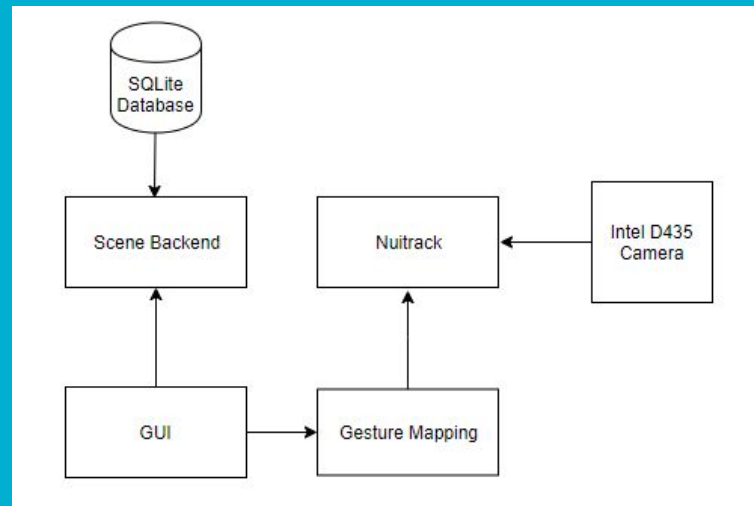 SQLite
Database
Scene Backend
Nuitrack
Intel D435
Camera
GUI
Gesture Mapping